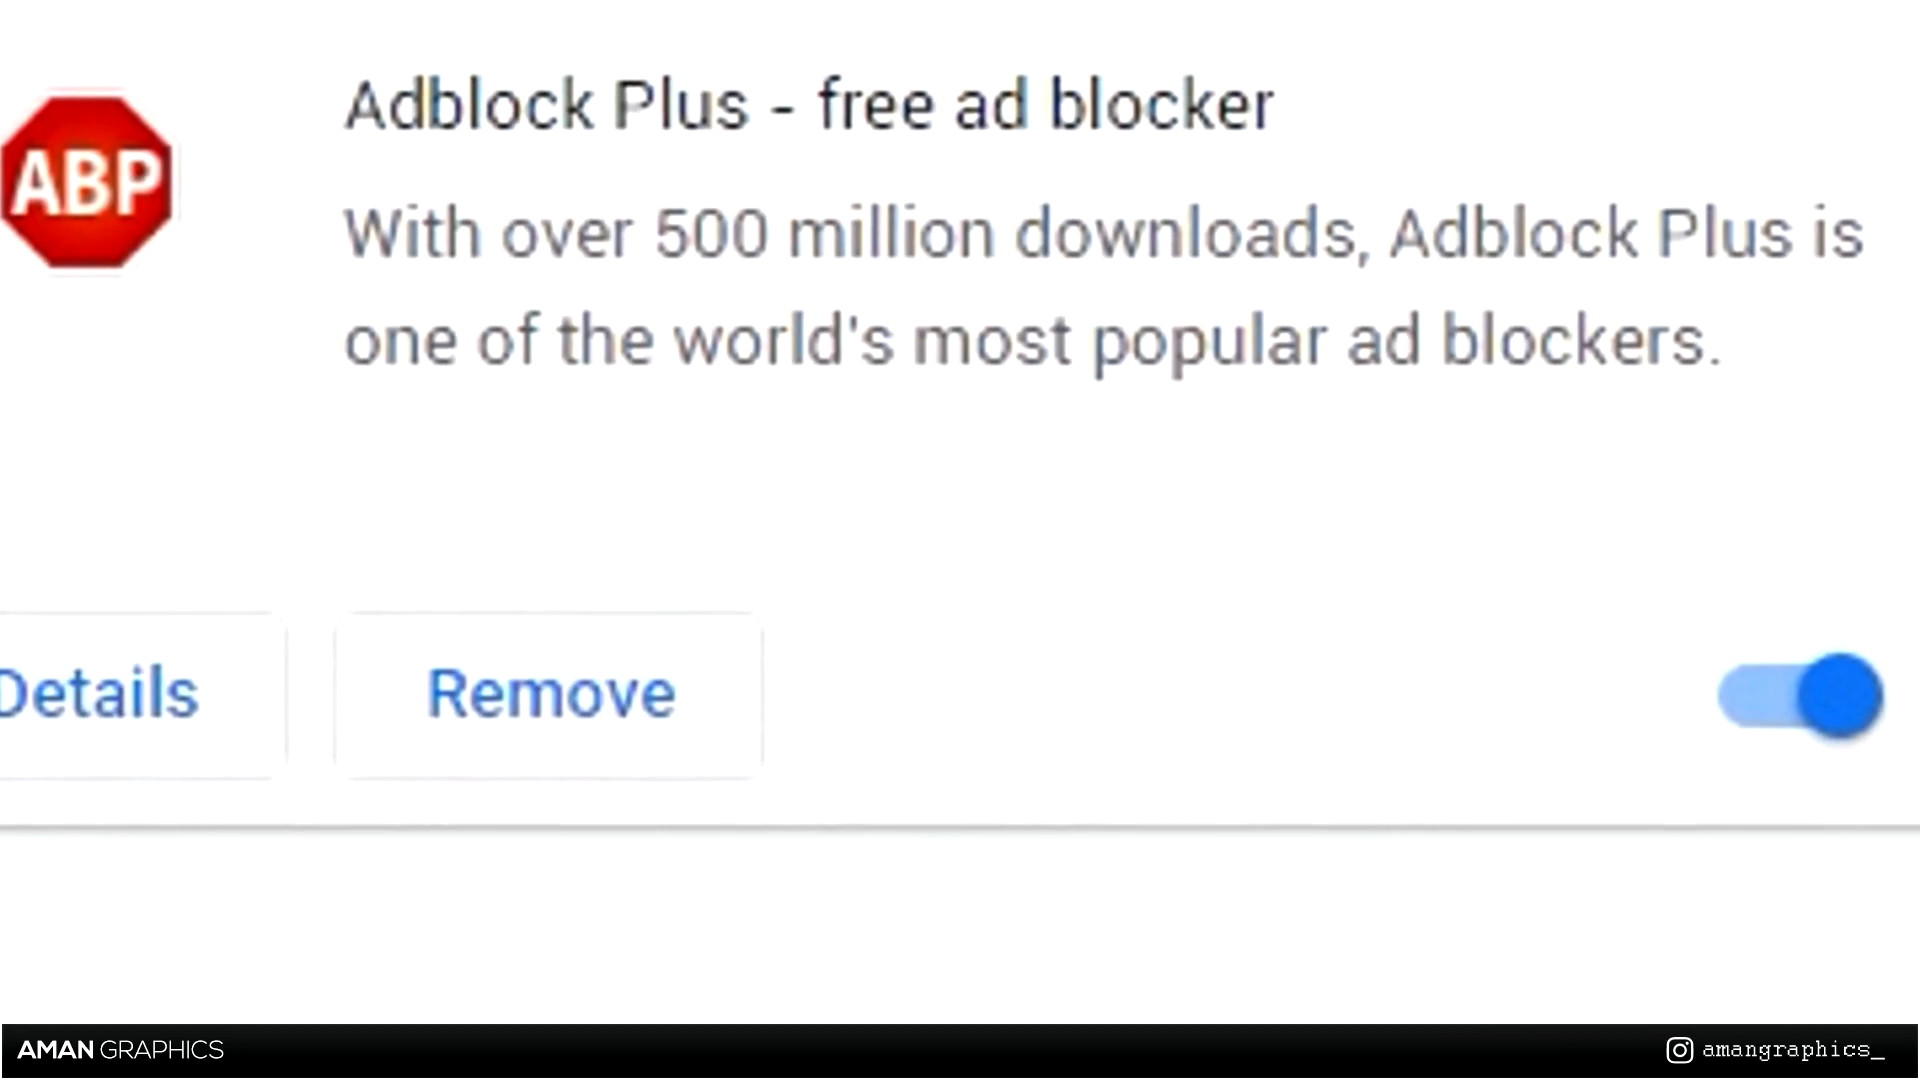 Adblock Plus - free ad blocker
ABP
With over 500 million downloads, Adblock Plus is
one of the world's most popular ad blockers.
Details
Remove
AMAN GRAPHICS
amangraphics_